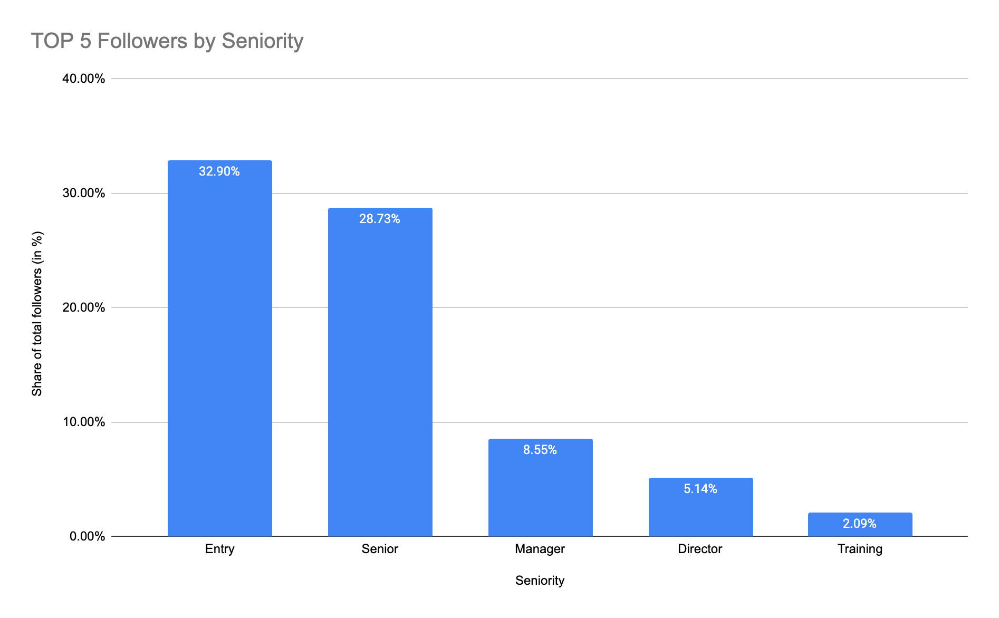 TOP 5 Followers by Seniority
40.00%
30.00%
20.00%
10.00%
0.00%
Share of total followers (in %)
32.90%
28.73%
8.55%
5.14%
2.09%
Entry
Senior
Manager
Director
Training
Seniority